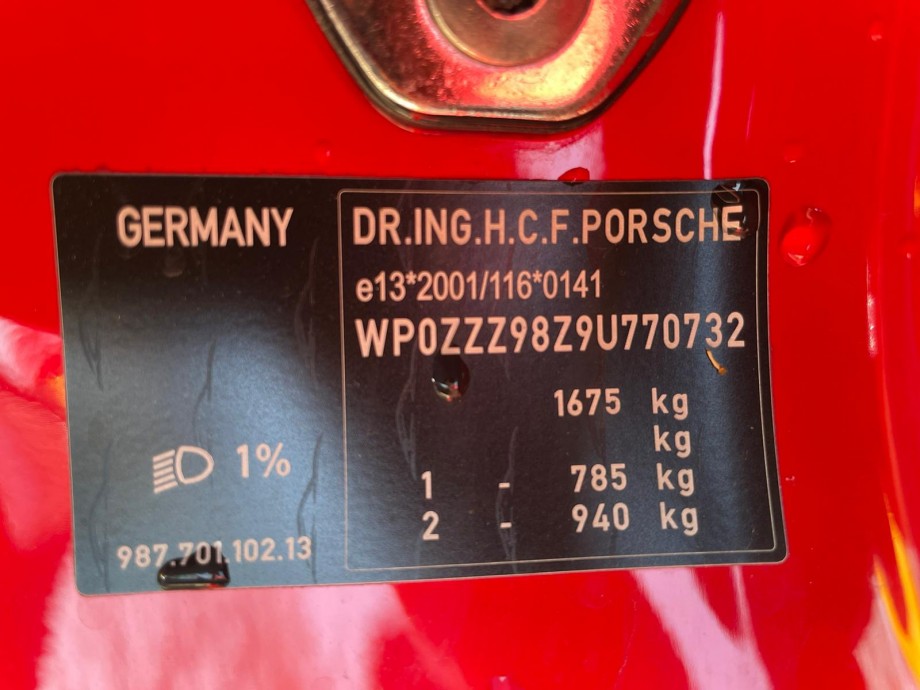 GERMANY
1%
987.701.102.13
DR.ING.H.C.F.PORSCHE
e13*2001/116*0141
WP0ZZZ98Z9U770732
1675 kg
kg
1 - 785 kg
2 - 940 kg